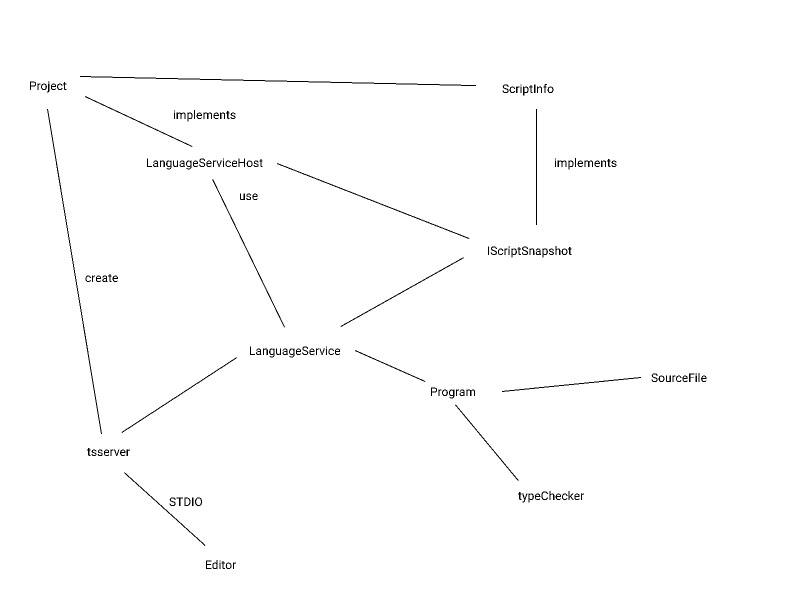 Project
ScriptInfo
implements
LanguageServiceHost
implements
use
IScriptSnapshot
create
LanguageService
SourceFile
Program
tsserver
typeChecker
STDIO
Editor